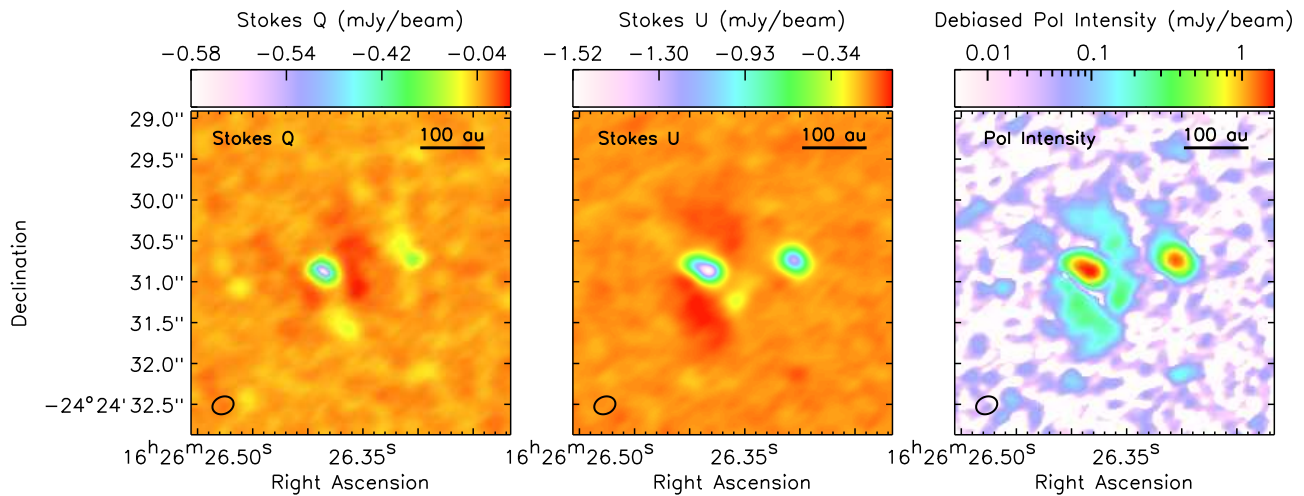 Stokes Q (mJy/beam)
−0.58 −0.54 −0.42 −0.04
Stokes U (mJy/beam)
−1.52 −1.30 −0.93 −0.34
Debiased Pol Intensity (mJy/beam)
0.01 0.1 1
Stokes Q
100 au
Stokes U
100 au
Pol Intensity
100 au
Declination
29.0"
29.5"
30.0"
30.5"
31.0"
31.5"
32.0"
−24°24'32.5"
16ʰ26ᵐ26.50ˢ 26.35ˢ
16ʰ26ᵐ26.50ˢ 26.35ˢ
16ʰ26ᵐ26.50ˢ 26.35ˢ
Right Ascension
Right Ascension
Right Ascension